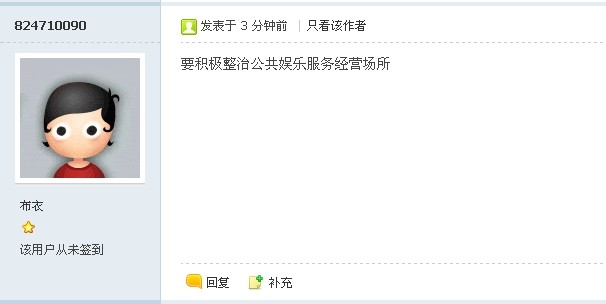 824710090
发表于 3 分钟前 | 只看该作者
要积极整治公共娱乐服务经营场所
布衣
该用户从未签到
回复 补充